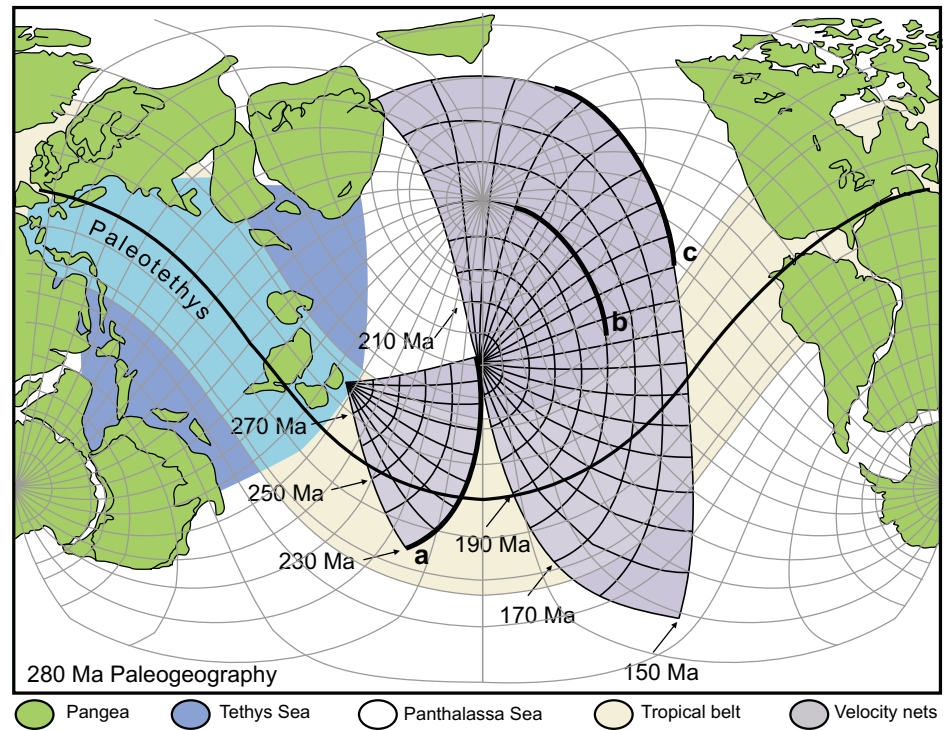 Paleotethys
c
b
210 Ma
270 Ma
250 Ma
190 Ma
a
230 Ma
170 Ma
150 Ma
280 Ma Paleogeography
Pangea
Tethys Sea
Panthalassa Sea
Tropical belt
Velocity nets